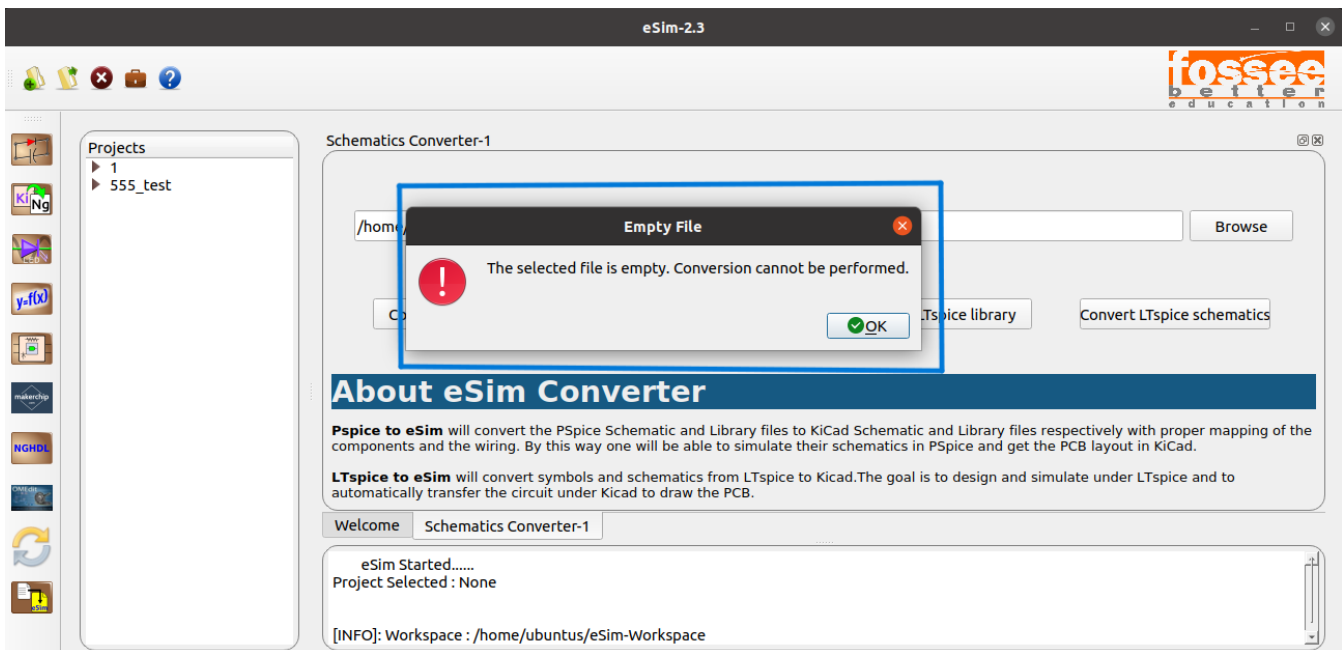 eSim-2.3
fossee
better
education
Projects
1
555_test
Schematics Converter-1
/home/
Browse
Empty File
The selected file is empty. Conversion cannot be performed.
OK
Co
LTspice library
Convert LTspice schematics
About eSim Converter
Pspice to eSim will convert the PSpice Schematic and Library files to KiCad Schematic and Library files respectively with proper mapping of the
components and the wiring. By this way one will be able to simulate their schematics in PSpice and get the PCB layout in KiCad.
LTspice to eSim will convert symbols and schematics from LTspice to Kicad.The goal is to design and simulate under LTspice and to
automatically transfer the circuit under Kicad to draw the PCB.
Welcome Schematics Converter-1
eSim Started......
Project Selected : None
[INFO]: Workspace : /home/ubuntus/eSim-Workspace
Ki
Ng
y=f(x)
makerchip
NGHDL
OMEdit
eSim